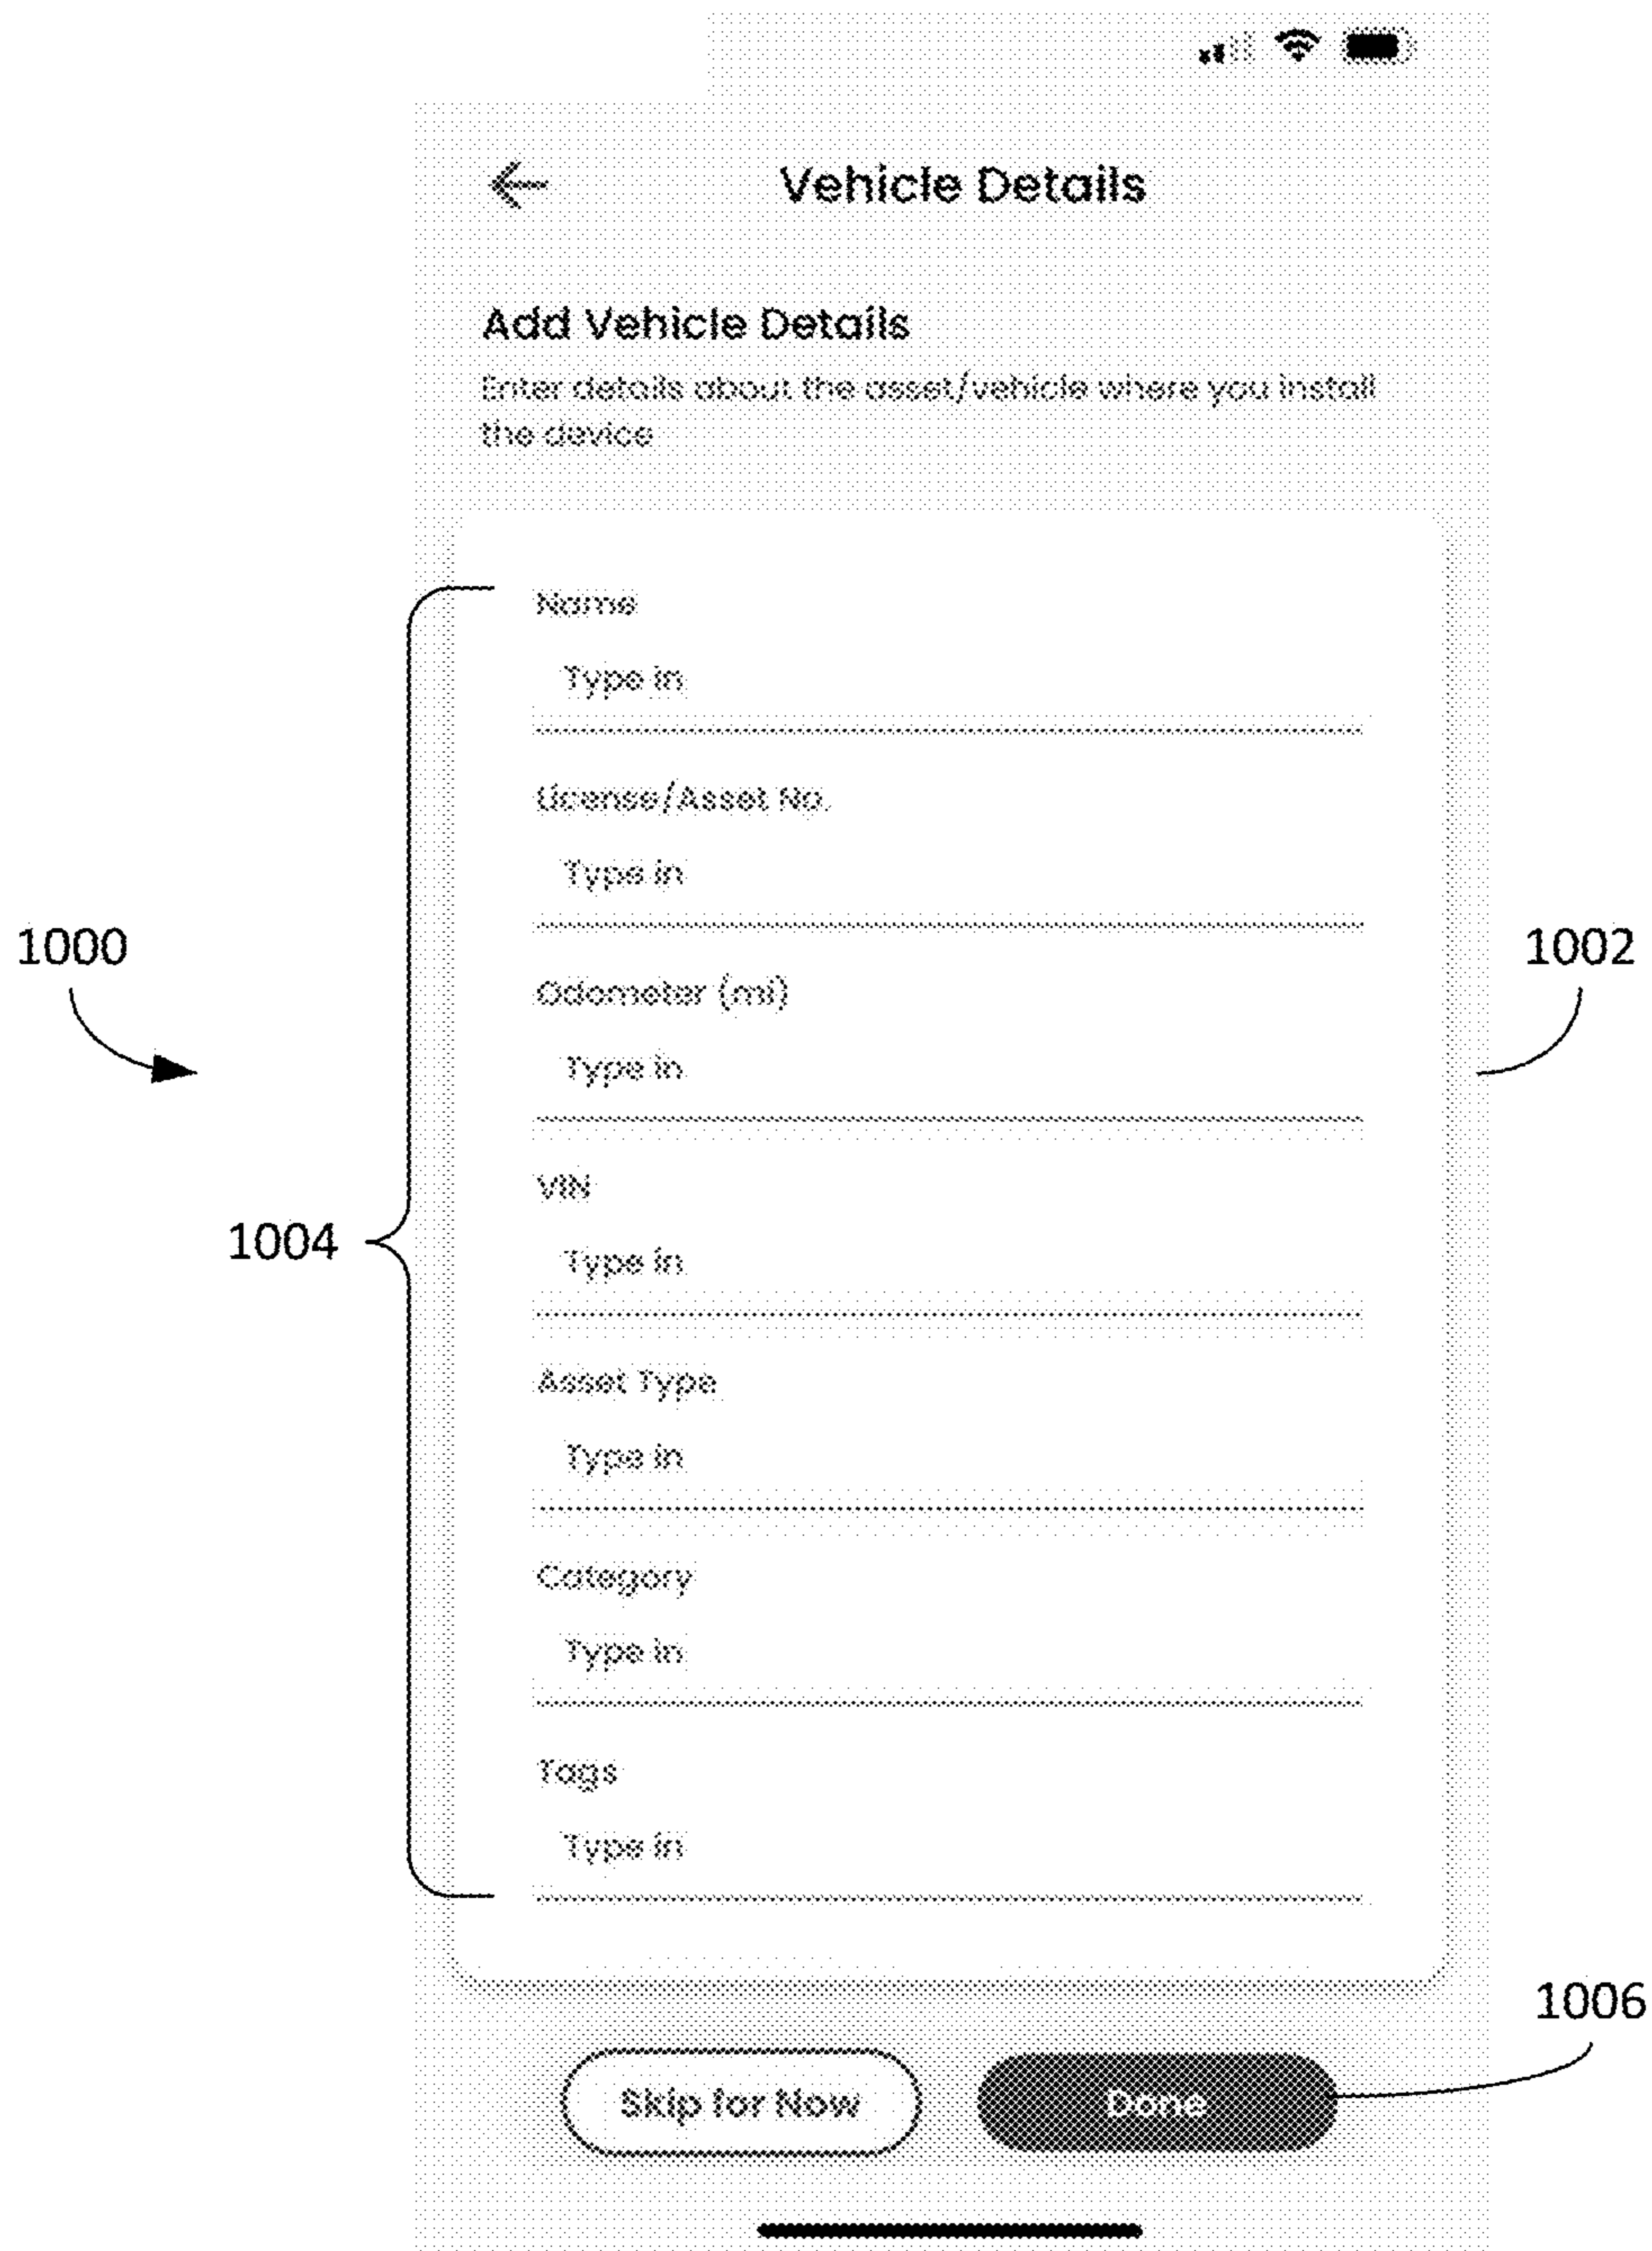 Vehicle Details
Add Vehicle Details
Enter details about the asset/vehicle where you install
the device
Name
Type in
License/Asset No.
Type in
1000
1002
Odometer (mi)
Type in
VIN
1004
Type in
Asset Type
Type in
Category
Type in
Tags
Type in
1006
Skip for Now
Done